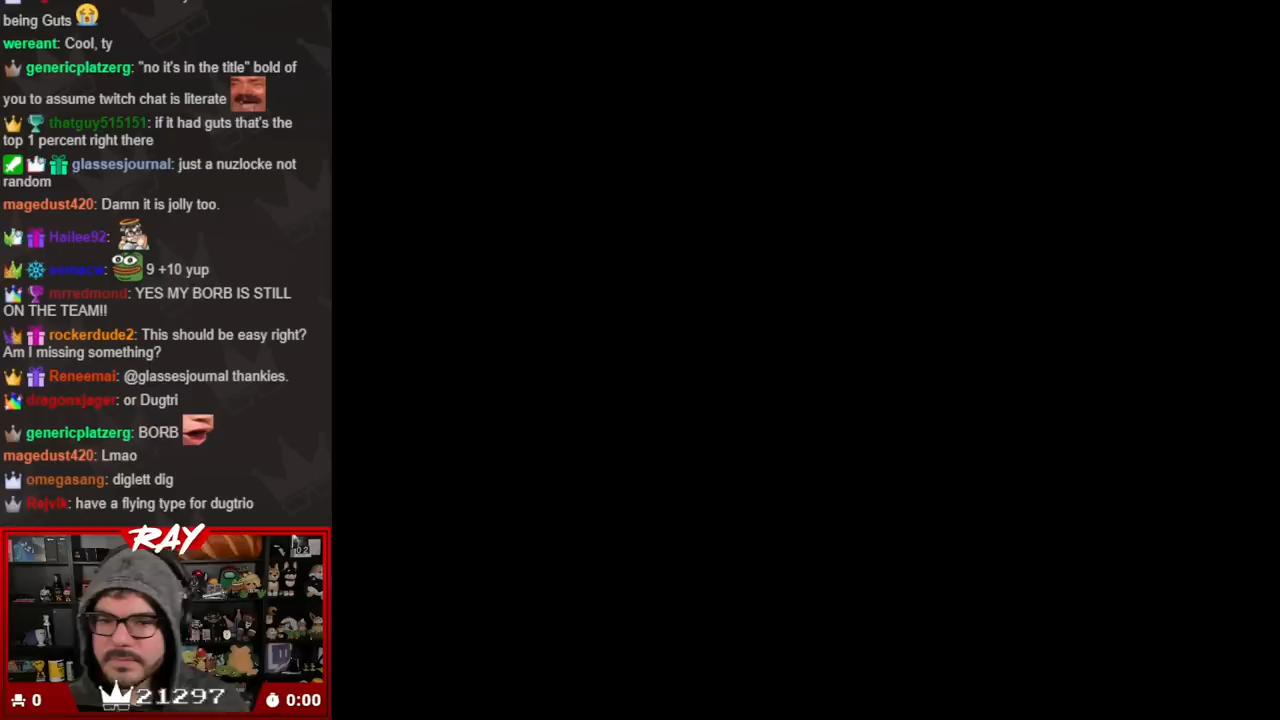 being Guts
wereant: Cool, ty
genericplatzerg: "no it's in the title" bold of
you to assume twitch chat is literate
thatguy515151: if it had guts that's the
top 1 percent right there
glassesjournal: just a nuzlocke not
random
magedust420: Damn it is jolly too.
Hailee92:
9 +10 yup
mrredmond: YES MY BORB IS STILL
ON THE TEAM!!
rockerdude2: This should be easy right?
Am I missing something?
Reneemai: @glassesjournal thankies.
dragonxjager: or Dugtri
genericplatzerg: BORB
magedust420: Lmao
omegasang: diglett dig
Rajvik: have a flying type for dugtrio
RAY
0
21297
0:00